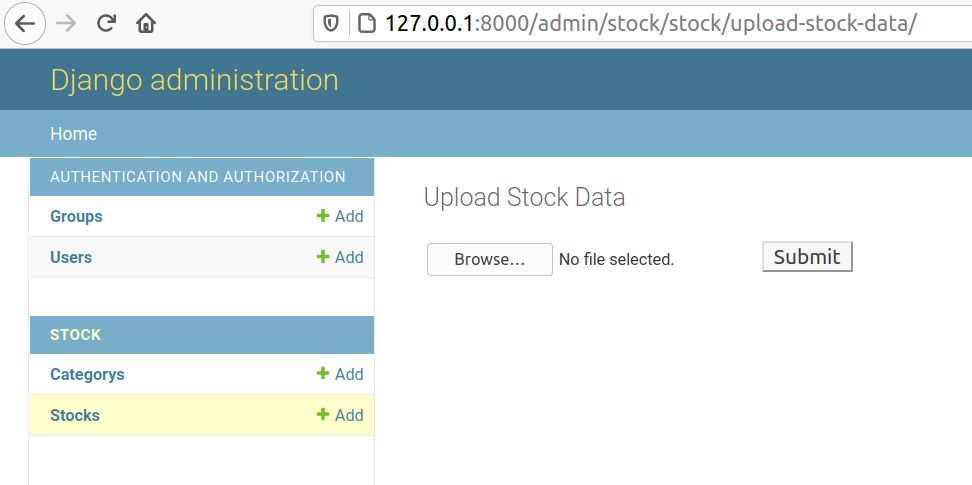 127.0.0.1:8000/admin/stock/stock/upload-stock-data/
Django administration
Home
AUTHENTICATION AND AUTHORIZATION
Groups + Add
Users + Add
STOCK
Categorys + Add
Stocks + Add
Upload Stock Data
Browse... No file selected. Submit